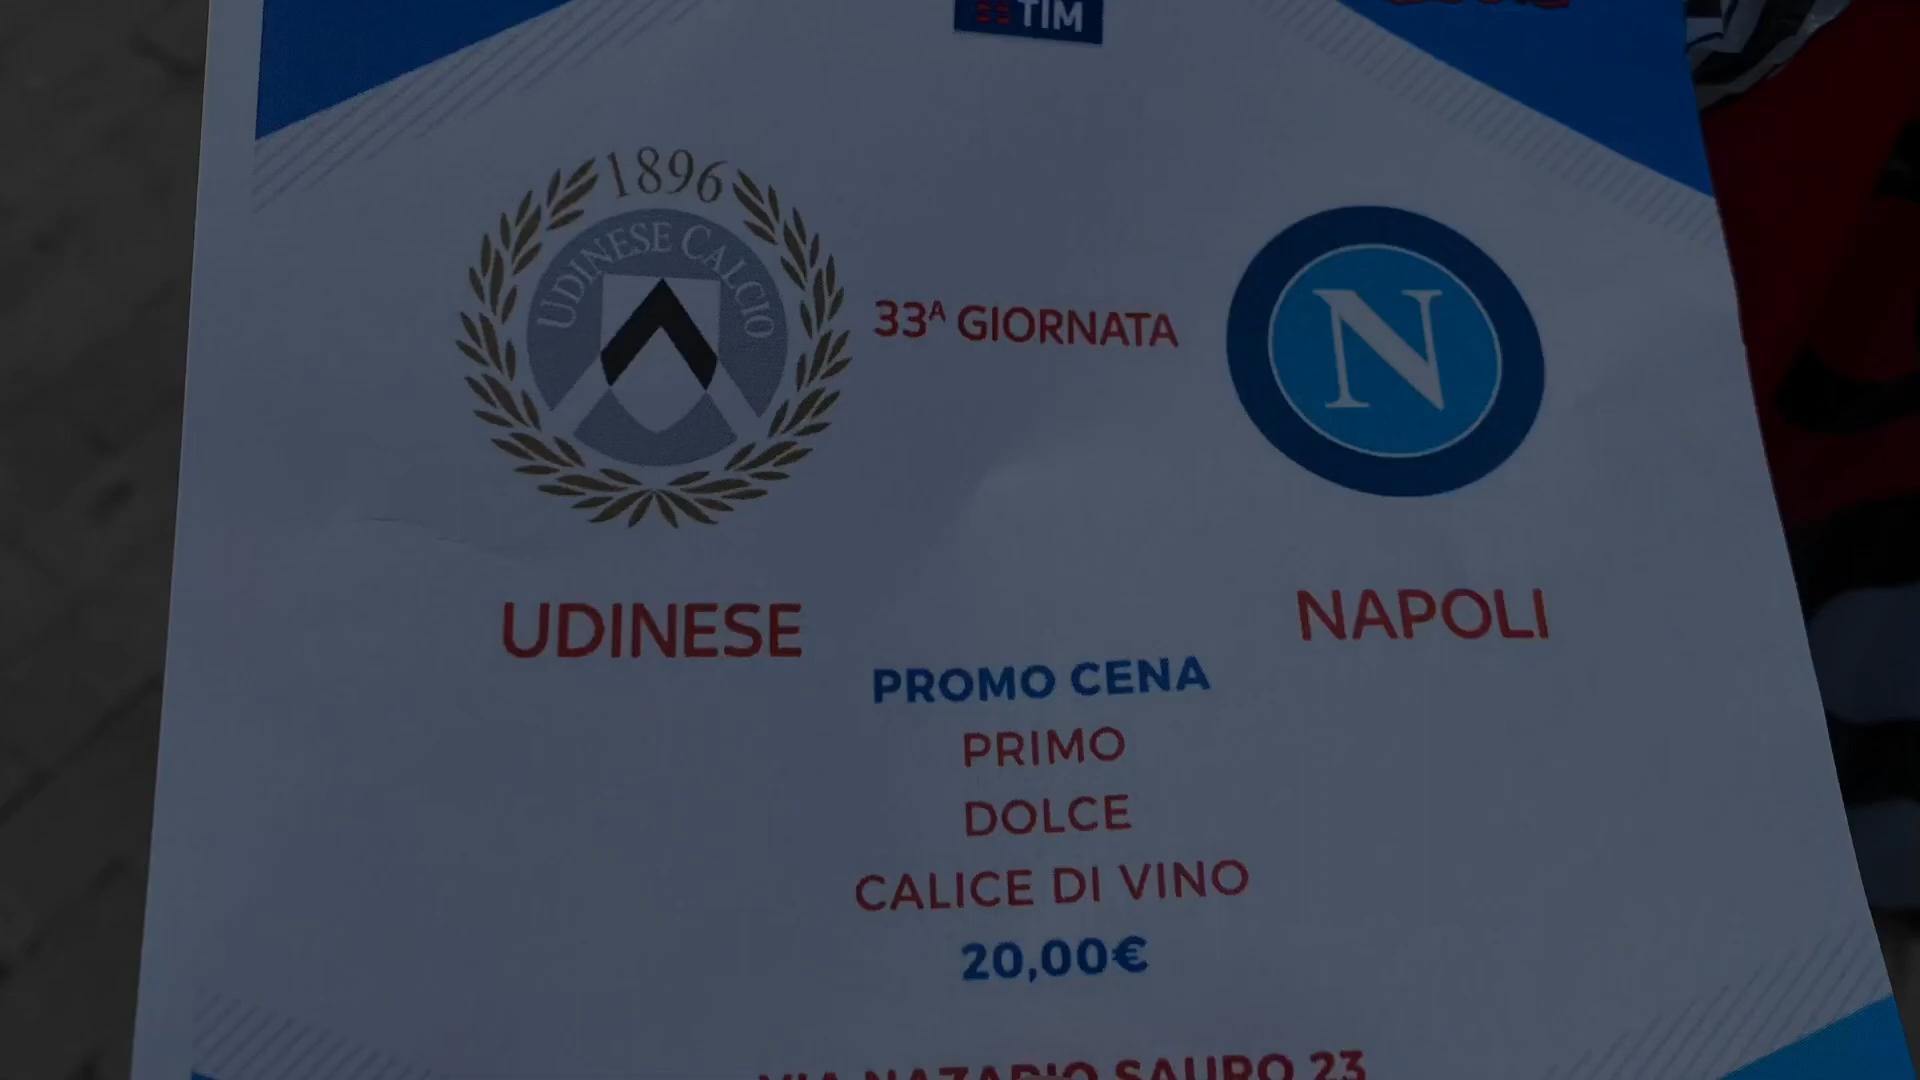 TIM
1896
UDINESE CALCIO
33ᴬ GIORNATA
N
UDINESE
NAPOLI
PROMO CENA
PRIMO
DOLCE
CALICE DI VINO
20,00€
VIA NAZARIO SAURO 23